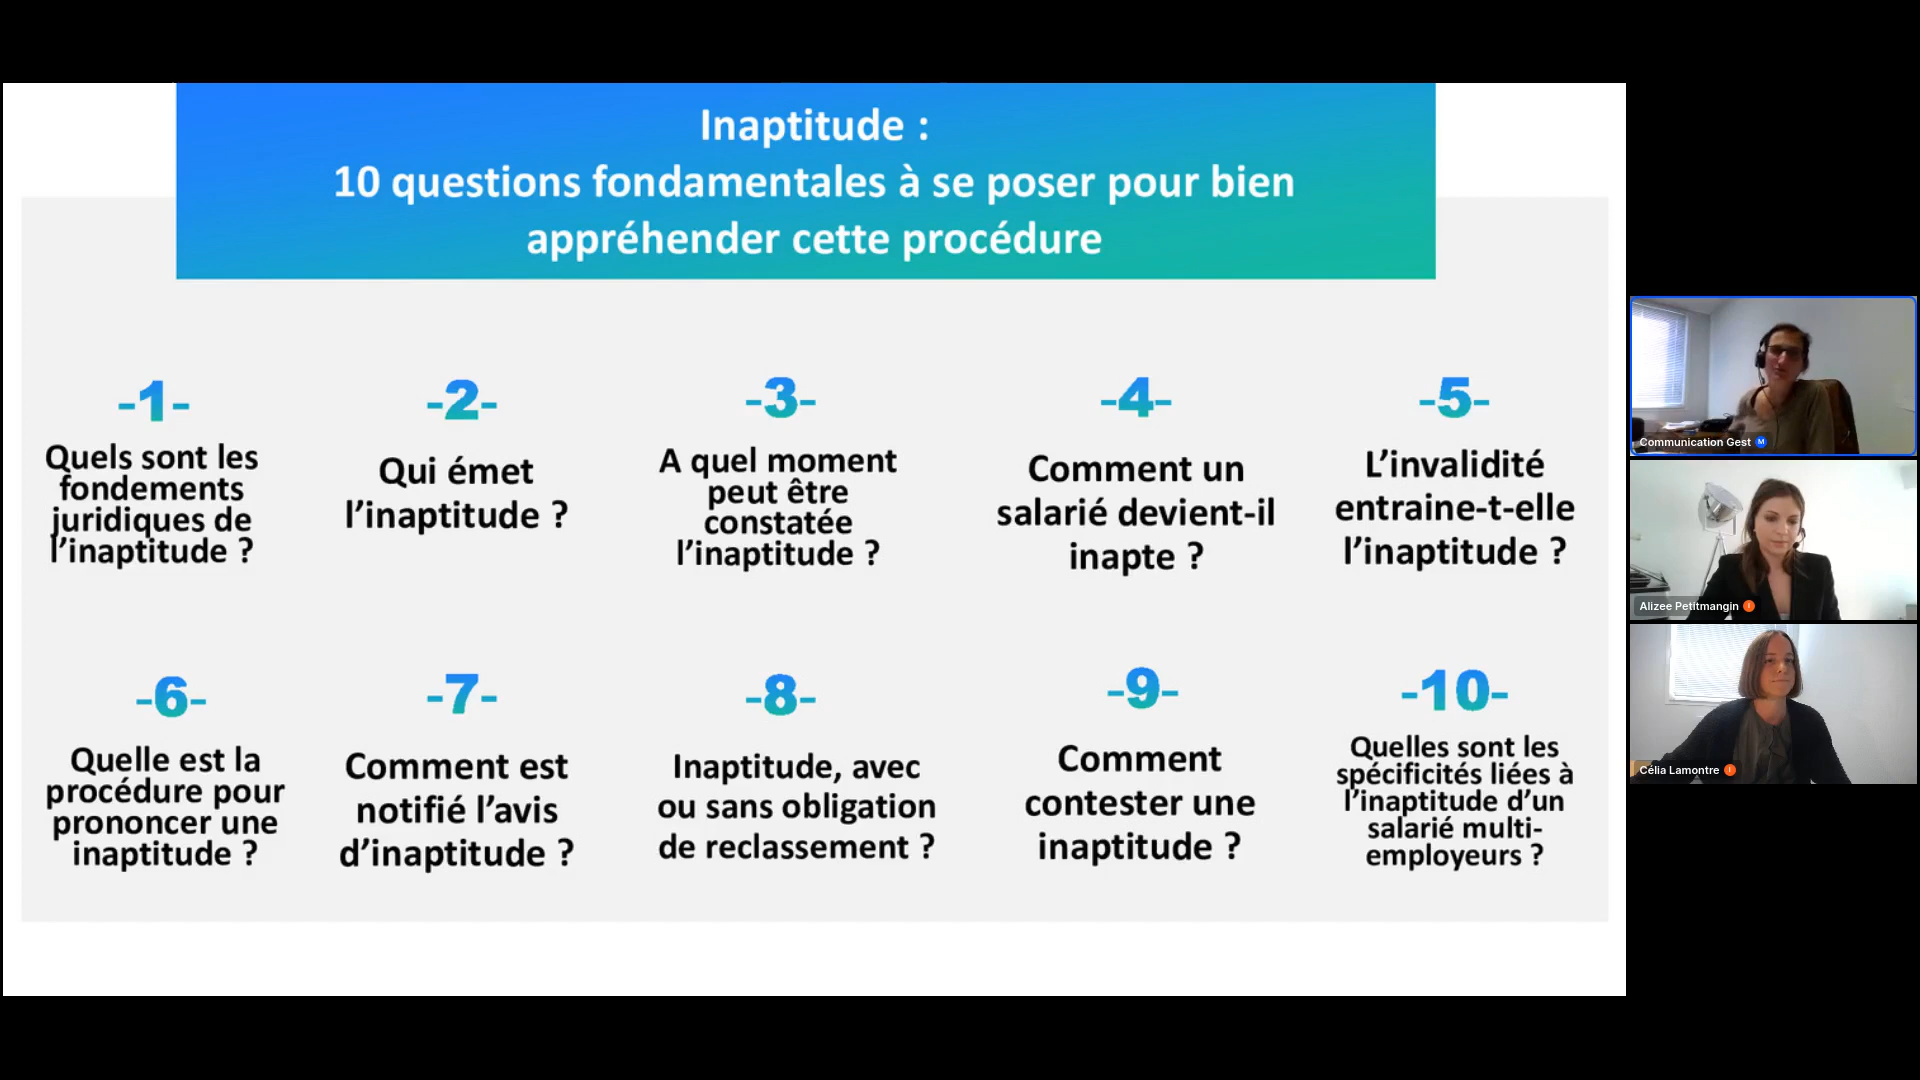 Inaptitude :
10 questions fondamentales à se poser pour bien
appréhender cette procédure
-1-
Quels sont les
fondements
juridiques de
l’inaptitude ?
-2-
Qui émet
l’inaptitude ?
-3-
A quel moment
peut être
constatée
l’inaptitude ?
-4-
Comment un
salarié devient-il
inapte ?
-5-
L’invalidité
entraine-t-elle
l’inaptitude ?
-6-
Quelle est la
procédure pour
prononcer une
inaptitude ?
-7-
Comment est
notifié l’avis
d’inaptitude ?
-8-
Inaptitude, avec
ou sans obligation
de reclassement ?
-9-
Comment
contester une
inaptitude ?
-10-
Quelles sont les
spécificités liées à
l’inaptitude d’un
salarié multi-
employeurs ?
Communication Gest M
Alizee Petitmangin I
Célia Lamontre I